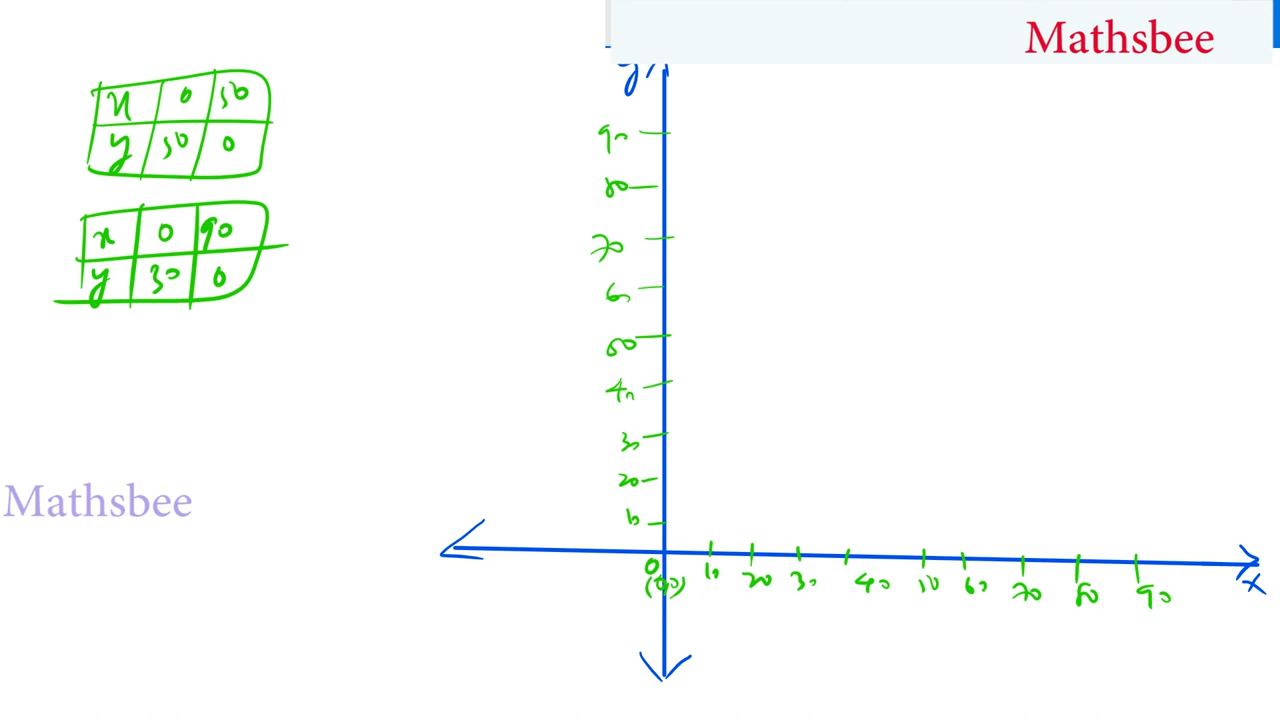 Mathsbee
y
x 0 50
y 50 0
x 0 90
y 30 0
90
80
70
60
50
40
30
20
10
0
(0,0)
10 20 30 40 50 60 70 80 90
x
Mathsbee